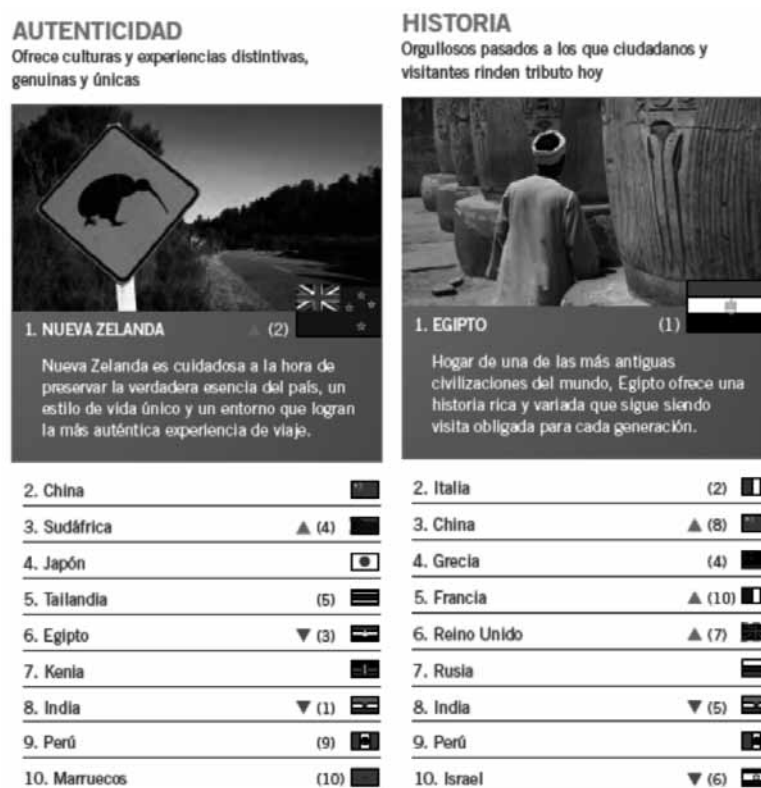 AUTENTICIDAD
Ofrece culturas y experiencias distintivas,
genuinas y únicas
1. NUEVA ZELANDA ▲ (2)
Nueva Zelanda es cuidadosa a la hora de
preservar la verdadera esencia del país, un
estilo de vida único y un entorno que logran
la más auténtica experiencia de viaje.
2. China
3. Sudáfrica ▲ (4)
4. Japón
5. Tailandia (5)
6. Egipto ▼ (3)
7. Kenia
8. India ▼ (1)
9. Perú (9)
10. Marruecos (10)
HISTORIA
Orgullosos pasados a los que ciudadanos y
visitantes rinden tributo hoy
1. EGIPTO (1)
Hogar de una de las más antiguas
civilizaciones del mundo, Egipto ofrece una
historia rica y variada que sigue siendo
visita obligada para cada generación.
2. Italia (2)
3. China ▲ (8)
4. Grecia (4)
5. Francia ▲ (10)
6. Reino Unido ▲ (7)
7. Rusia
8. India ▼ (5)
9. Perú
10. Israel ▼ (6)